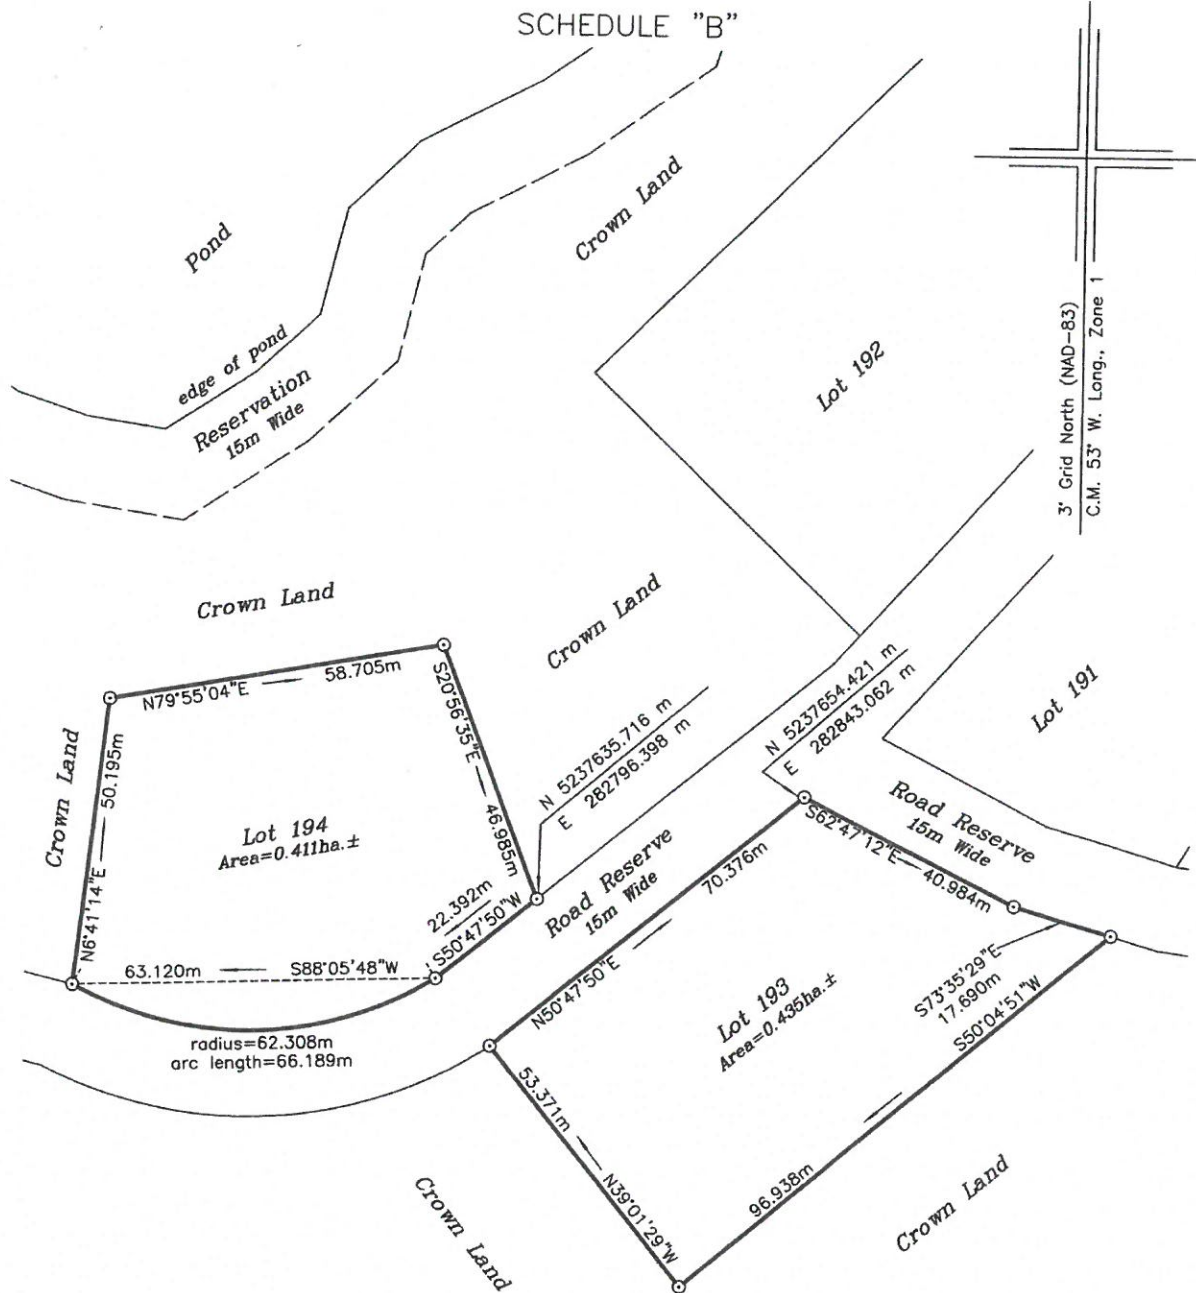 SCHEDULE "B"
Pond
edge of pond
Reservation
15m Wide
Crown Land
Lot 192
3° Grid North (NAD-83)
C.M. 53° W. Long., Zone 1
Crown Land
Crown Land
Crown Land
N79°55'04"E 58.705m
S20°56'35"E 46.985m
N6°41'14"E 50.195m
Lot 194
Area=0.411ha.±
22.392m
S50°47'50"W
63.120m S88°05'48"W
radius=62.308m
arc length=66.189m
N 5237635.716 m
E 282796.398 m
N 5237654.421 m
E 282843.062 m
Lot 191
Road Reserve
15m Wide
Road Reserve
15m Wide
N50°47'50"E 70.376m
S62°47'12"E 40.984m
S73°35'29"E
17.690m
Lot 193
Area=0.435ha.±
S50°04'51"W
96.938m
53.371m N39°01'29"W
Crown Land
Crown Land